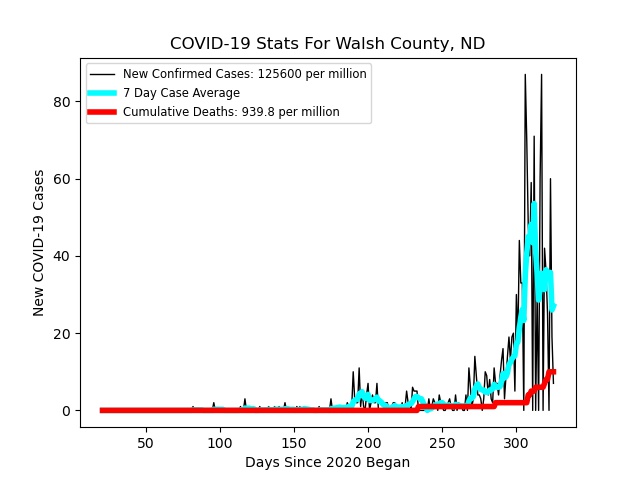 COVID-19 Stats For Walsh County, ND
New Confirmed Cases: 125600 per million
7 Day Case Average
Cumulative Deaths: 939.8 per million
New COVID-19 Cases
80
60
40
20
0
50 100 150 200 250 300
Days Since 2020 Began